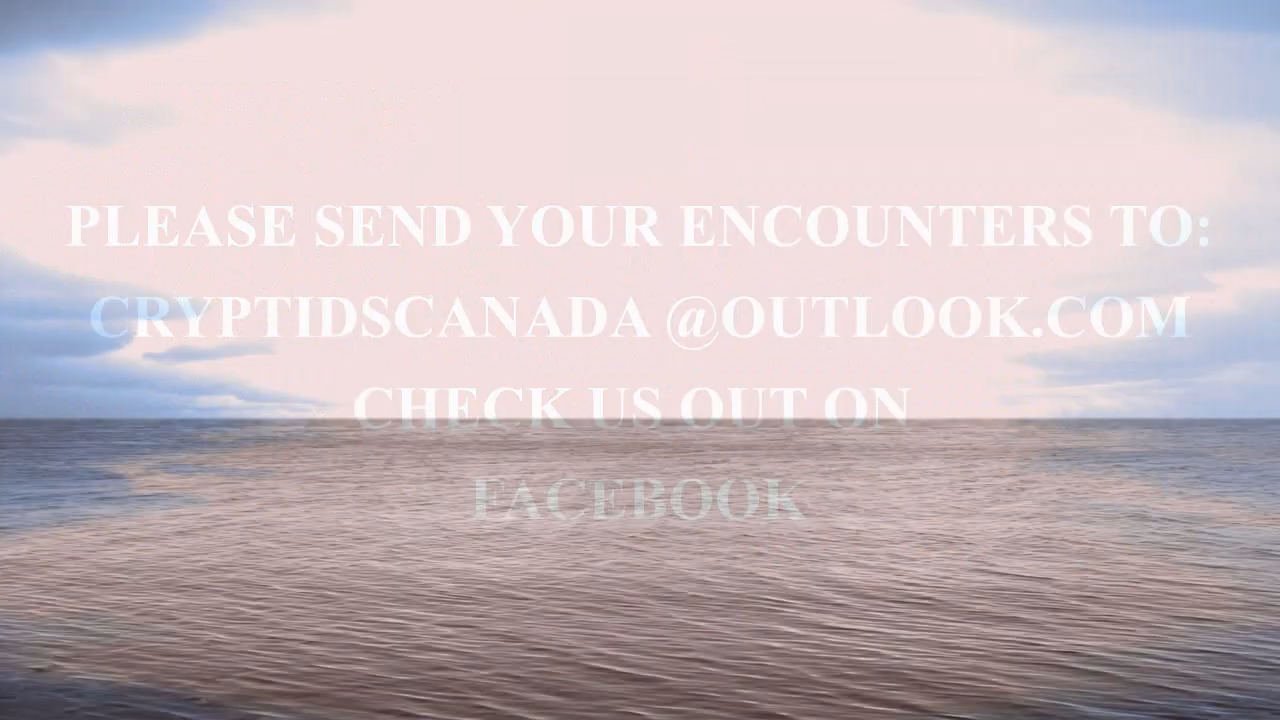 PLEASE SEND YOUR ENCOUNTERS TO:
CRYPTIDSCANADA @OUTLOOK.COM
CHECK US OUT ON
FACEBOOK